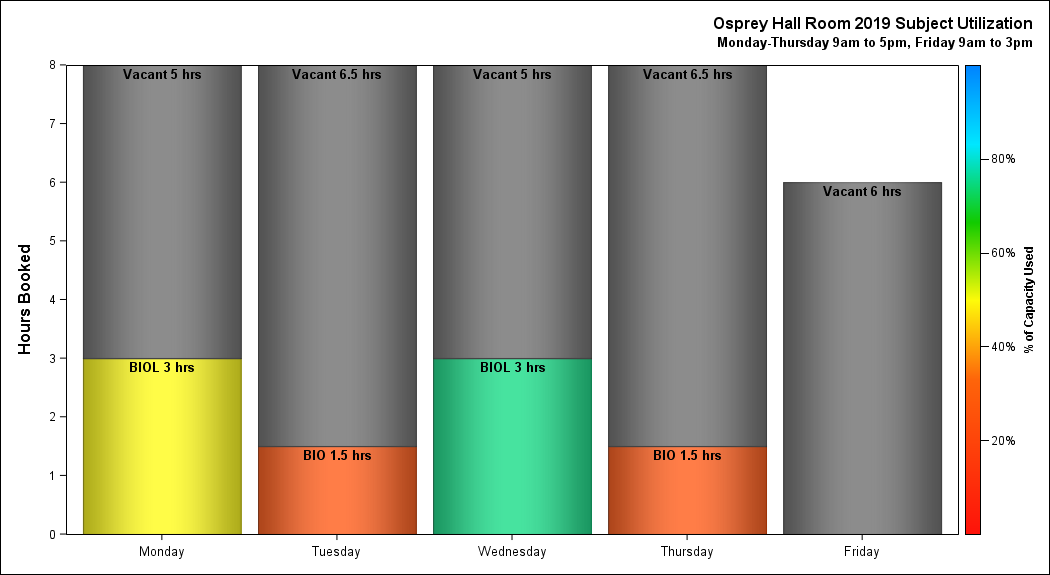 Osprey Hall Room 2019 Subject Utilization
Monday-Thursday 9am to 5pm, Friday 9am to 3pm
Hours Booked
8
7
6
5
4
3
2
1
0
Vacant 5 hrs
Vacant 6.5 hrs
Vacant 5 hrs
Vacant 6.5 hrs
Vacant 6 hrs
BIOL 3 hrs
BIO 1.5 hrs
BIOL 3 hrs
BIO 1.5 hrs
Monday
Tuesday
Wednesday
Thursday
Friday
80%
60%
40%
20%
% of Capacity Used